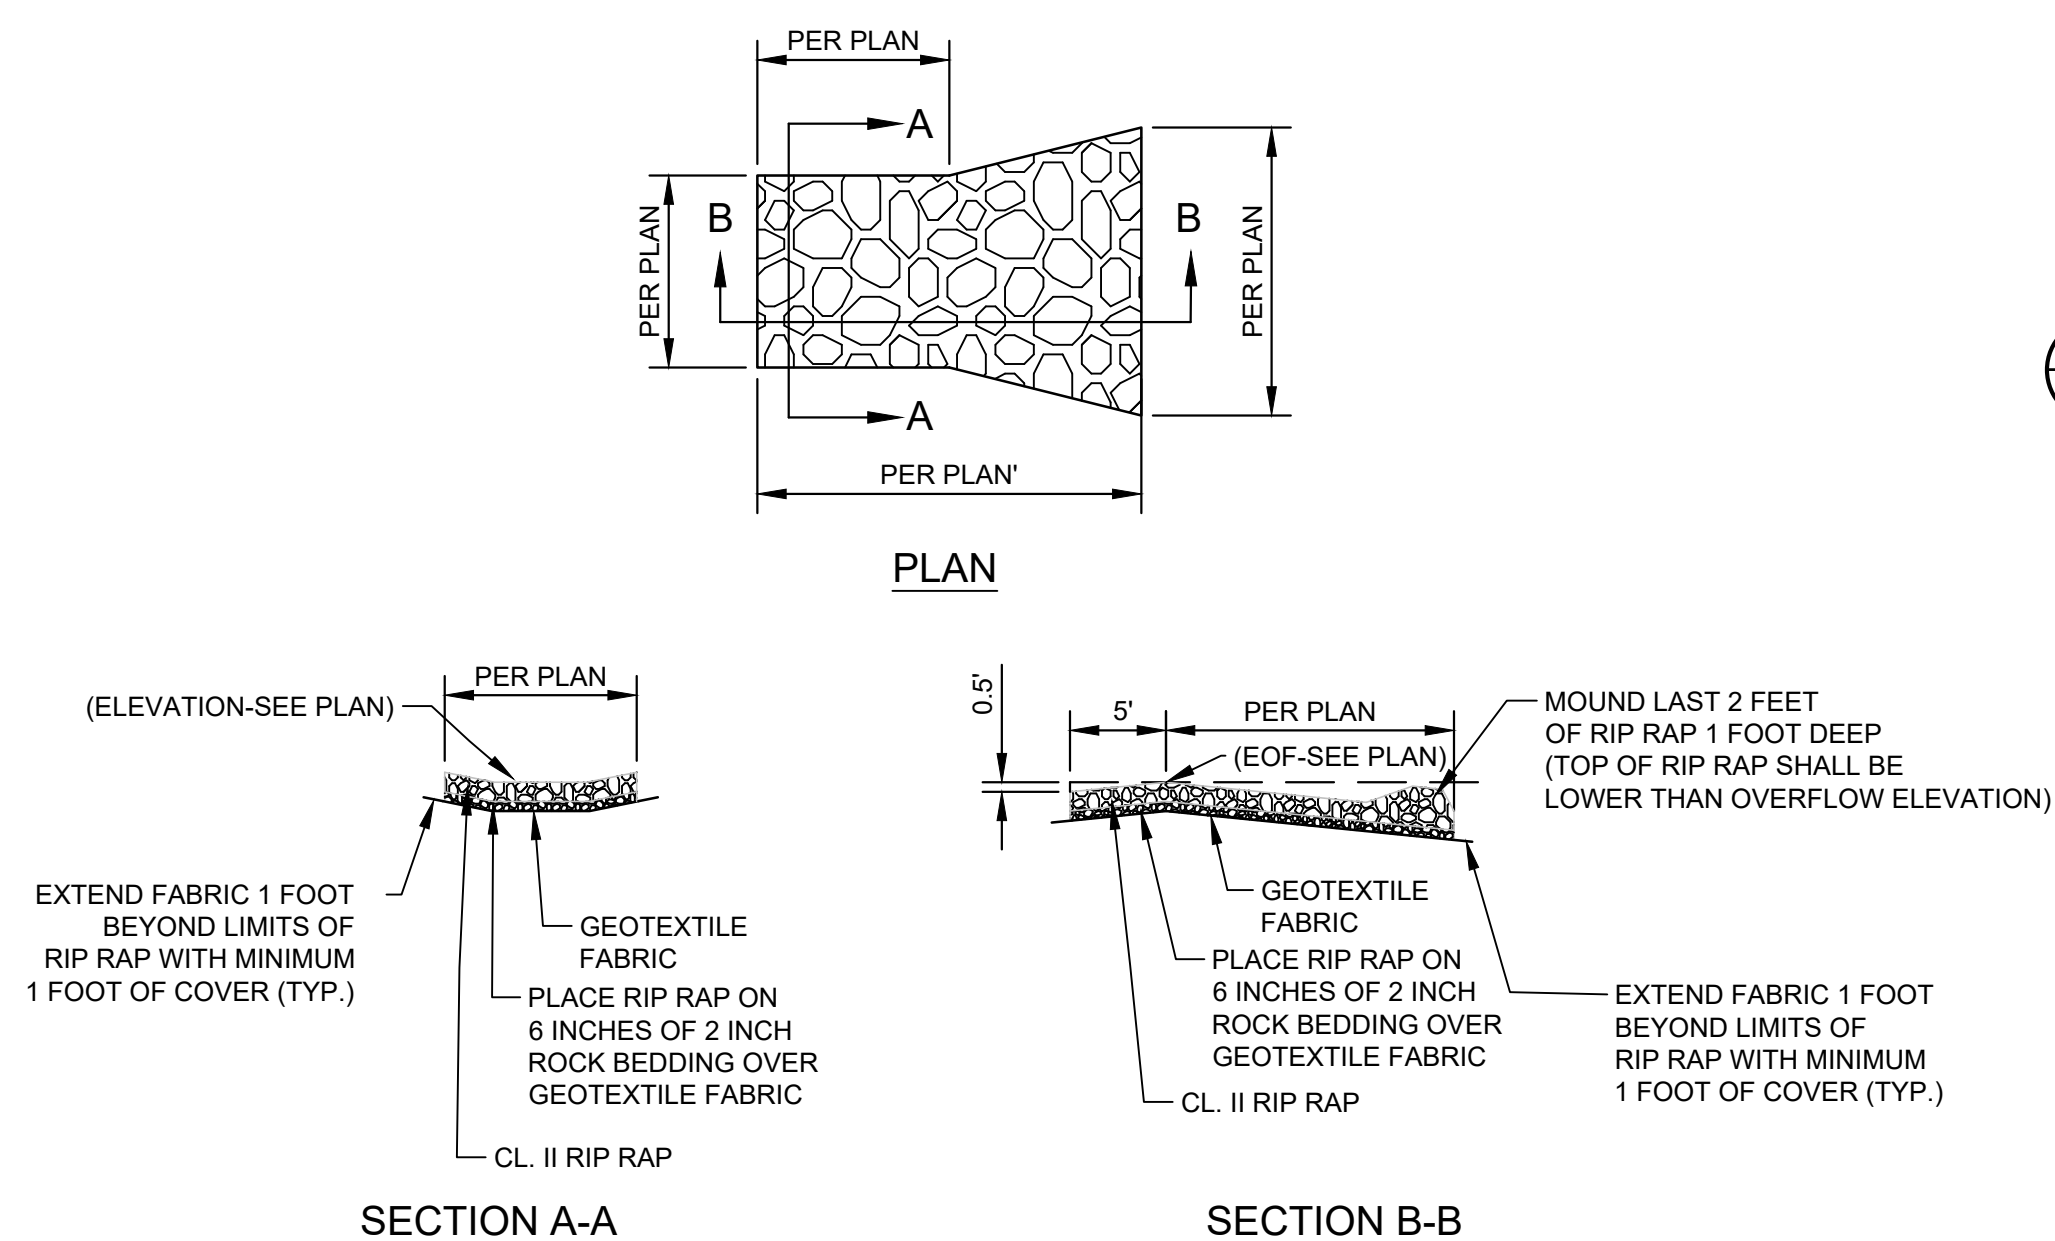 PER PLAN
A
B
B
PER PLAN
PER PLAN
A
PER PLAN'
PLAN
PER PLAN
(ELEVATION-SEE PLAN)
EXTEND FABRIC 1 FOOT
BEYOND LIMITS OF
RIP RAP WITH MINIMUM
1 FOOT OF COVER (TYP.)
GEOTEXTILE
FABRIC
PLACE RIP RAP ON
6 INCHES OF 2 INCH
ROCK BEDDING OVER
GEOTEXTILE FABRIC
CL. II RIP RAP
SECTION A-A
0.5'
5'
PER PLAN
(EOF-SEE PLAN)
MOUND LAST 2 FEET
OF RIP RAP 1 FOOT DEEP
(TOP OF RIP RAP SHALL BE
LOWER THAN OVERFLOW ELEVATION)
GEOTEXTILE
FABRIC
PLACE RIP RAP ON
6 INCHES OF 2 INCH
ROCK BEDDING OVER
GEOTEXTILE FABRIC
CL. II RIP RAP
EXTEND FABRIC 1 FOOT
BEYOND LIMITS OF
RIP RAP WITH MINIMUM
1 FOOT OF COVER (TYP.)
SECTION B-B